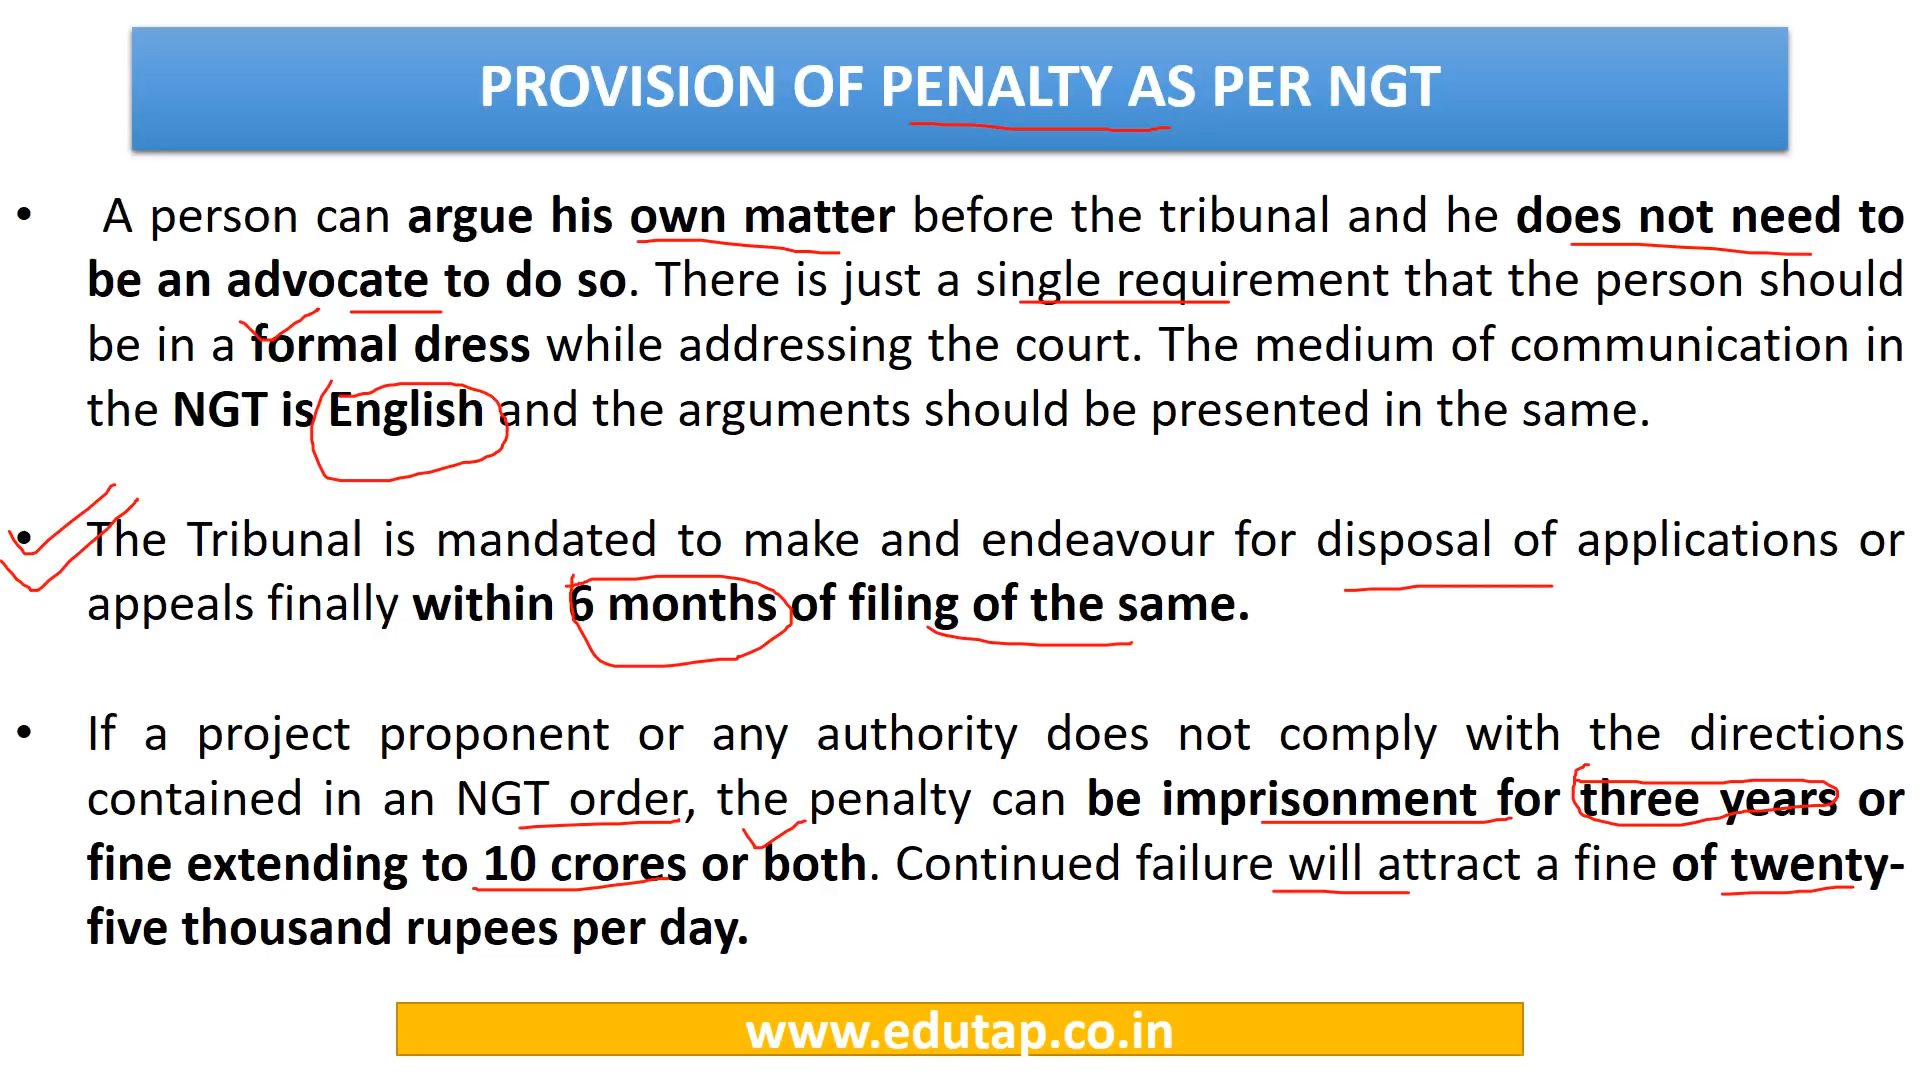 PROVISION OF PENALTY AS PER NGT
• A person can argue his own matter before the tribunal and he does not need to
be an advocate to do so. There is just a single requirement that the person should
be in a formal dress while addressing the court. The medium of communication in
the NGT is English and the arguments should be presented in the same.
• The Tribunal is mandated to make and endeavour for disposal of applications or
appeals finally within 6 months of filing of the same.
• If a project proponent or any authority does not comply with the directions
contained in an NGT order, the penalty can be imprisonment for three years or
fine extending to 10 crores or both. Continued failure will attract a fine of twenty-
five thousand rupees per day.
www.edutap.co.in